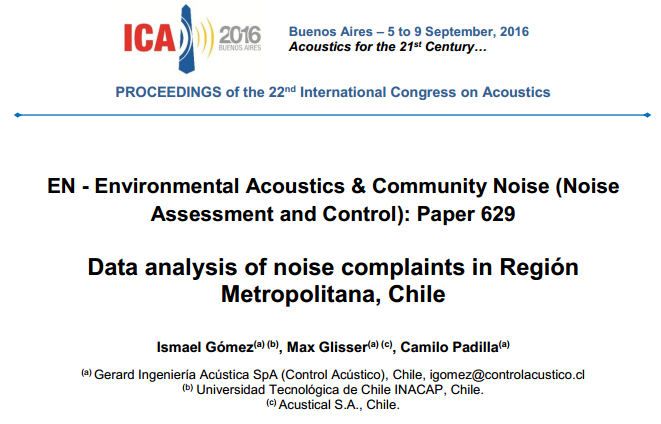 ICA 2016
BUENOS AIRES
Buenos Aires – 5 to 9 September, 2016
Acoustics for the 21st Century…
PROCEEDINGS of the 22nd International Congress on Acoustics
EN - Environmental Acoustics & Community Noise (Noise
Assessment and Control): Paper 629
Data analysis of noise complaints in Región
Metropolitana, Chile
Ismael Gómez(a) (b), Max Glisser(a) (c), Camilo Padilla(a)
(a) Gerard Ingeniería Acústica SpA (Control Acústico), Chile, igomez@controlacustico.cl
(b) Universidad Tecnológica de Chile INACAP, Chile.
(c) Acustical S.A., Chile.